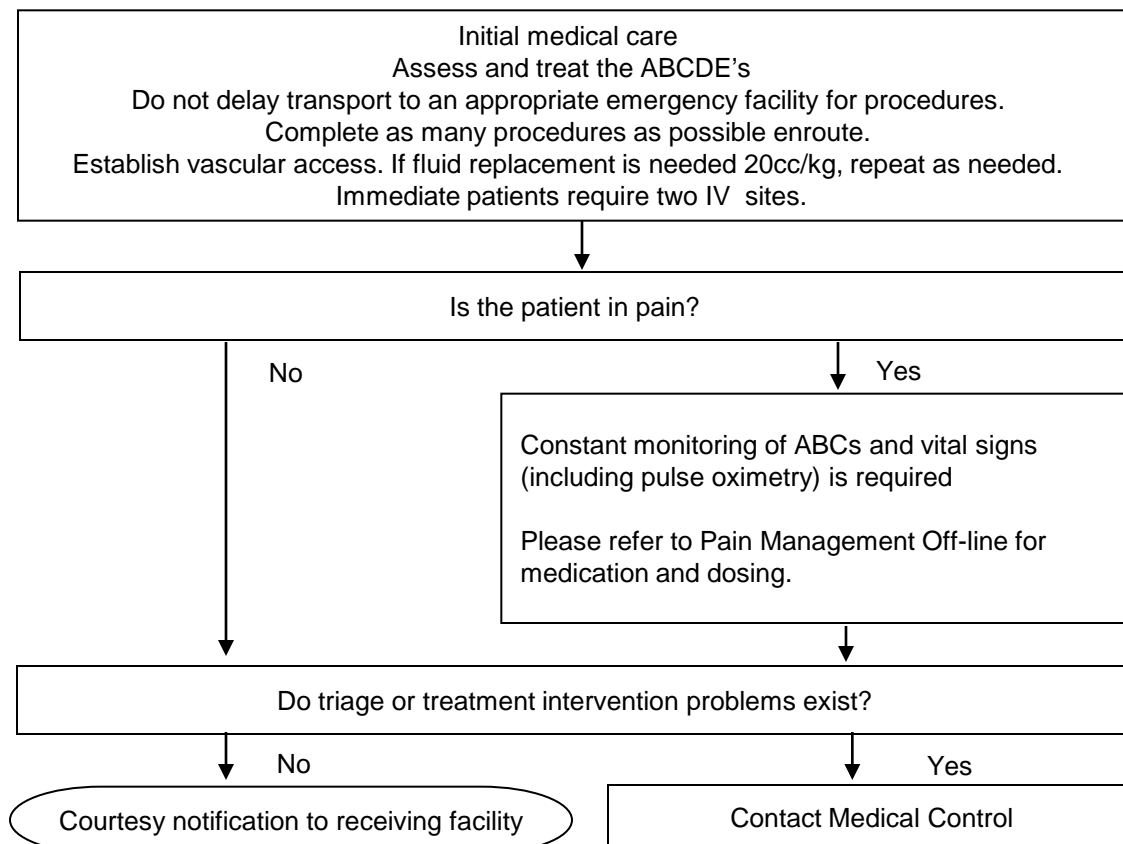 Initial medical care
Assess and treat the ABCDE’s
Do not delay transport to an appropriate emergency facility for procedures.
Complete as many procedures as possible enroute.
Establish vascular access. If fluid replacement is needed 20cc/kg, repeat as needed.
Immediate patients require two IV sites.
Is the patient in pain?
No
Yes
Constant monitoring of ABCs and vital signs
(including pulse oximetry) is required
Please refer to Pain Management Off-line for
medication and dosing.
Do triage or treatment intervention problems exist?
No
Yes
Courtesy notification to receiving facility
Contact Medical Control